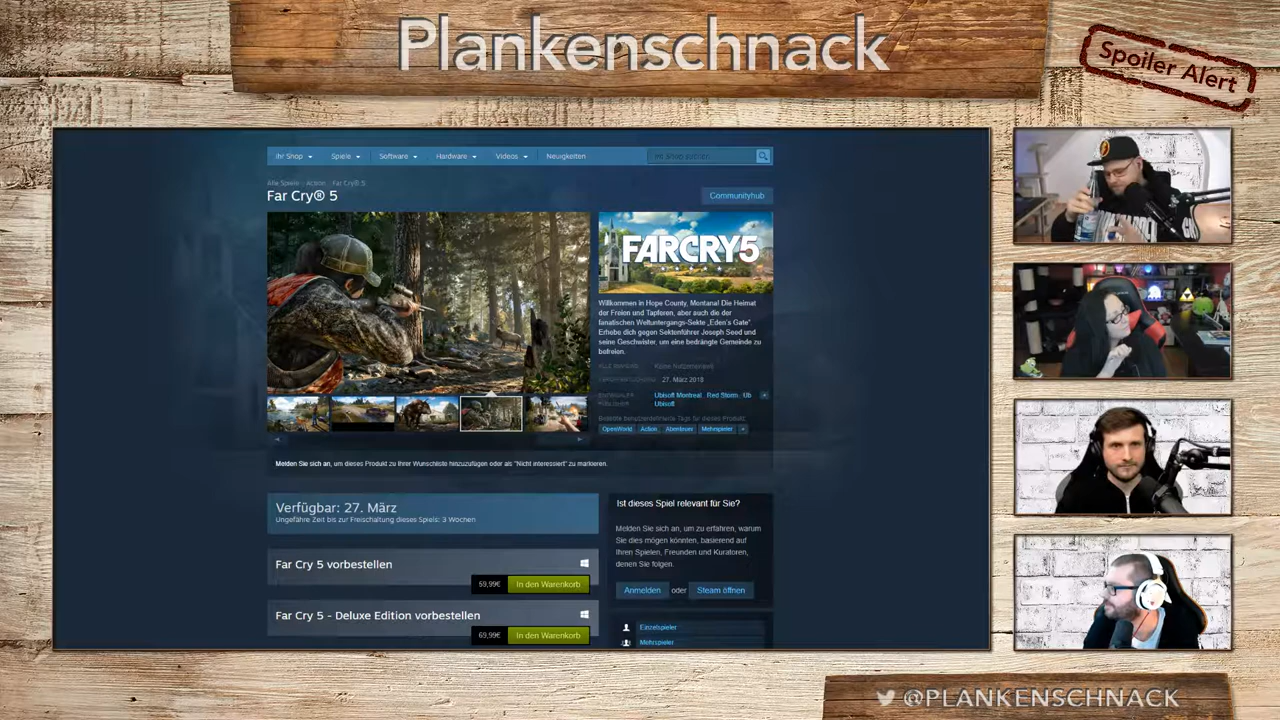 Plankenschnack
Spoiler Alert
Ihr Shop Spiele Software Hardware Videos Neuigkeiten
Alle Spiele Action Far Cry® 5
Far Cry® 5
Communityhub
FARCRY5
Willkommen in Hope County, Montana! Die Heimat
der Freien und Tapferen, aber auch die der
fanatischen Weltuntergangs-Sekte „Eden's Gate".
Erhebe dich gegen Sektenführer Joseph Seed und
seine Geschwister, um eine bedrängte Gemeinde zu
befreien.
27. März 2018
Ubisoft Montreal, Red Storm, Ub
Ubisoft
OpenWorld Action Abenteuer Mehrspieler +
Melden Sie sich an, um dieses Produkt zu Ihrer Wunschliste hinzuzufügen oder als "Nicht interessiert" zu markieren.
Verfügbar: 27. März
Ungefähre Zeit bis zur Freischaltung dieses Spiels: 3 Wochen
Far Cry 5 vorbestellen
59,99€ In den Warenkorb
Far Cry 5 - Deluxe Edition vorbestellen
69,99€ In den Warenkorb
Ist dieses Spiel relevant für Sie?
Melden Sie sich an, um zu erfahren, warum
Sie dies mögen könnten, basierend auf
Ihren Spielen, Freunden und Kuratoren,
denen Sie folgen.
Anmelden oder Steam öffnen
Einzelspieler
Mehrspieler
@PLANKENSCHNACK